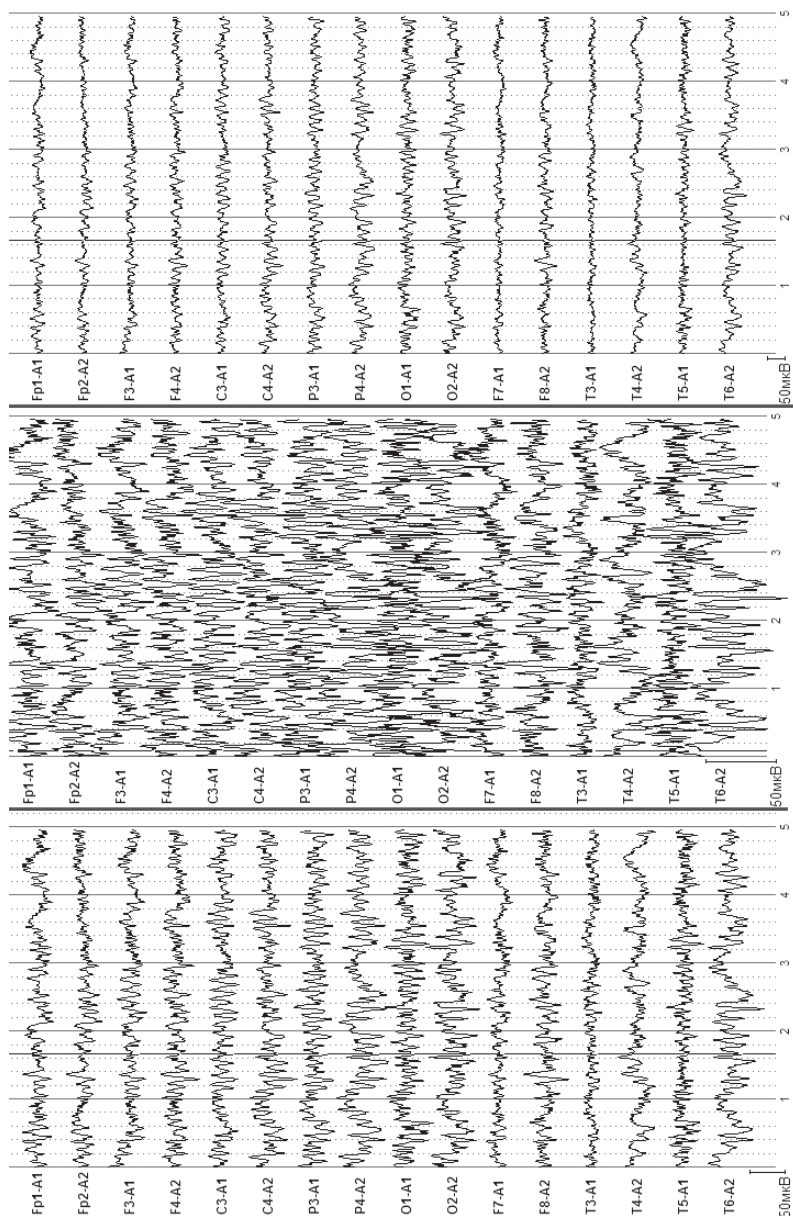 Fp1-A1
Fp2-A2
F3-A1
F4-A2
C3-A1
C4-A2
P3-A1
P4-A2
O1-A1
O2-A2
F7-A1
F8-A2
T3-A1
T4-A2
T5-A1
T6-A2
50мкВ 1 2 3 4 5
Fp1-A1
Fp2-A2
F3-A1
F4-A2
C3-A1
C4-A2
P3-A1
P4-A2
O1-A1
O2-A2
F7-A1
F8-A2
T3-A1
T4-A2
T5-A1
T6-A2
50мкВ 1 2 3 4 5
Fp1-A1
Fp2-A2
F3-A1
F4-A2
C3-A1
C4-A2
P3-A1
P4-A2
O1-A1
O2-A2
F7-A1
F8-A2
T3-A1
T4-A2
T5-A1
T6-A2
50мкВ 1 2 3 4 5